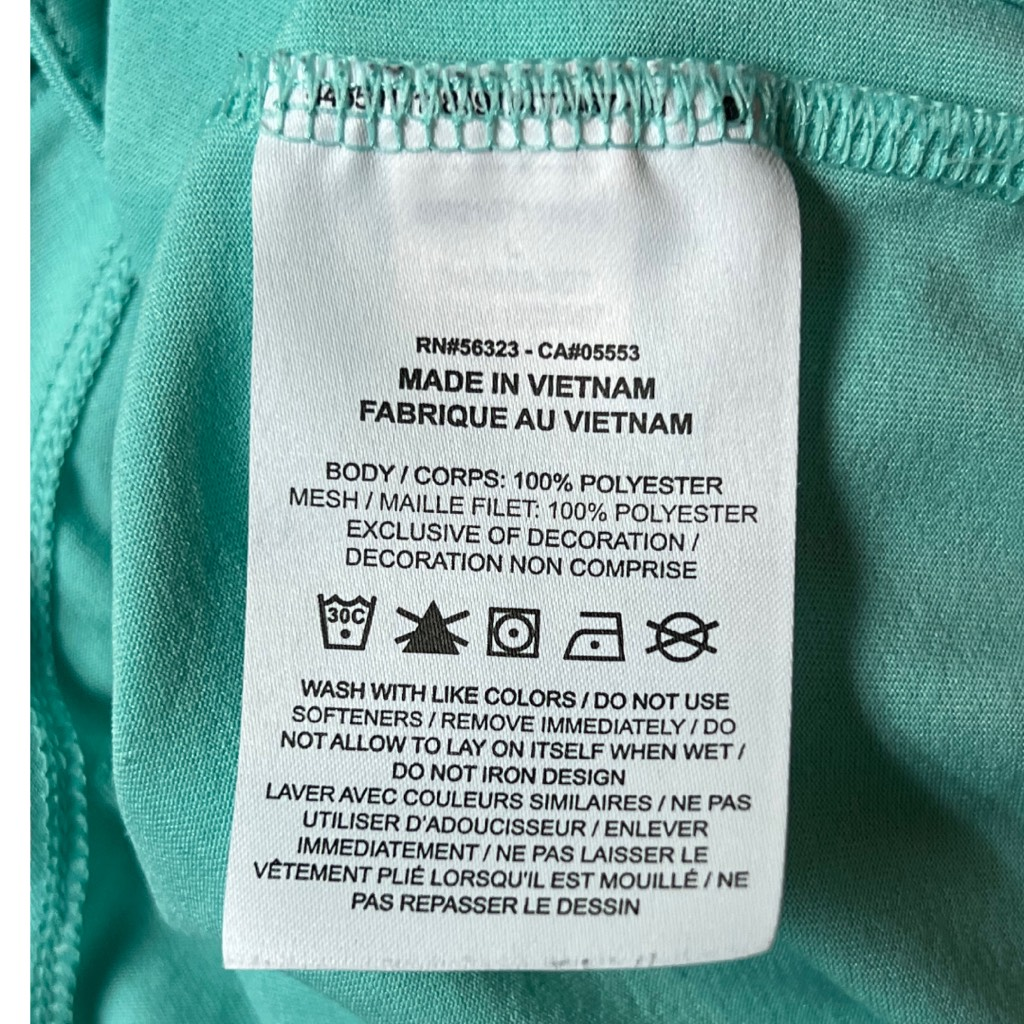 RN#56323 - CA#05553
MADE IN VIETNAM
FABRIQUE AU VIETNAM
BODY / CORPS: 100% POLYESTER
MESH / MAILLE FILET: 100% POLYESTER
EXCLUSIVE OF DECORATION /
DECORATION NON COMPRISE
30C
WASH WITH LIKE COLORS / DO NOT USE
SOFTENERS / REMOVE IMMEDIATELY / DO
NOT ALLOW TO LAY ON ITSELF WHEN WET /
DO NOT IRON DESIGN
LAVER AVEC COULEURS SIMILAIRES / NE PAS
UTILISER D'ADOUCISSEUR / ENLEVER
IMMEDIATEMENT / NE PAS LAISSER LE
VÊTEMENT PLIÉ LORSQU'IL EST MOUILLÉ / NE
PAS REPASSER LE DESSIN